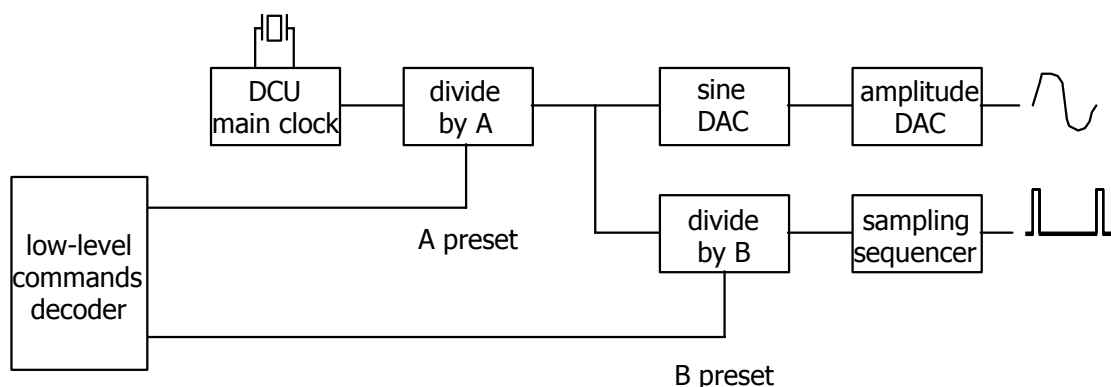 DCU
main clock
divide
by A
sine
DAC
amplitude
DAC
low-level
commands
decoder
A preset
divide
by B
sampling
sequencer
B preset